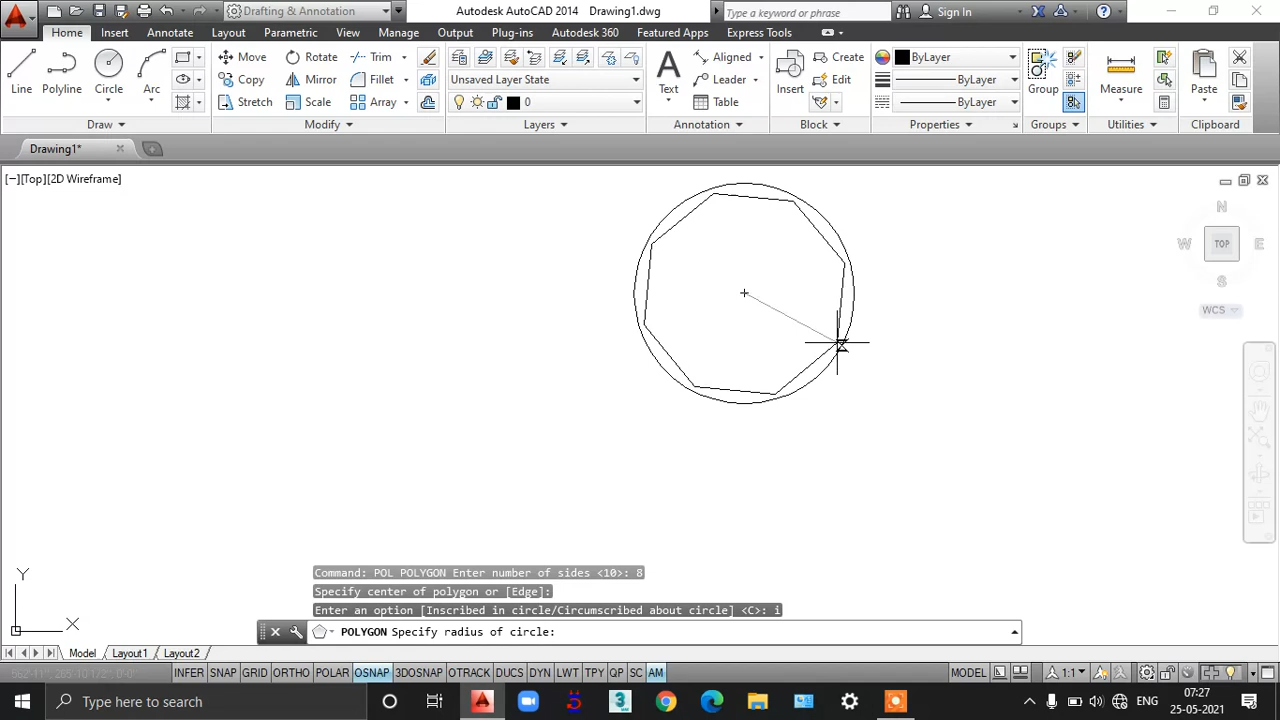 Drafting & Annotation
Autodesk AutoCAD 2014 Drawing1.dwg
Type a keyword or phrase
Sign In
Home Insert Annotate Layout Parametric View Manage Output Plug-ins Autodesk 360 Featured Apps Express Tools
Line
Polyline
Circle
Arc
Draw
Move Rotate Trim
Copy Mirror Fillet
Stretch Scale Array
Modify
Unsaved Layer State
0
Layers
Text
Aligned
Leader
Table
Annotation
Insert
Create
Edit
Block
ByLayer
ByLayer
ByLayer
Properties
Group
Groups
Measure
Utilities
Paste
Clipboard
Drawing1*
[−][Top][2D Wireframe]
N
W TOP E
S
WCS
Y
X
Command: POL POLYGON Enter number of sides <10>: 8
Specify center of polygon or [Edge]:
Enter an option [Inscribed in circle/Circumscribed about circle] <C>: i
POLYGON Specify radius of circle:
Model Layout1 Layout2
INFER SNAP GRID ORTHO POLAR OSNAP 3DOSNAP OTRACK DUCS DYN LWT TPY QP SC AM MODEL 1:1
Type here to search
ENG
07:27
25-05-2021